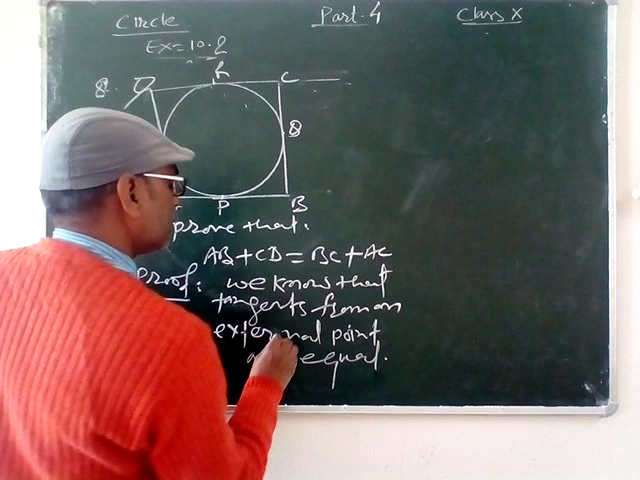 Circle Part-4 Class X
Ex = 10.2
8.
D R C
Q
P B
prove that:
AB + CD = BC + AC
Proof: we know that
tangents from an
external point
equal.